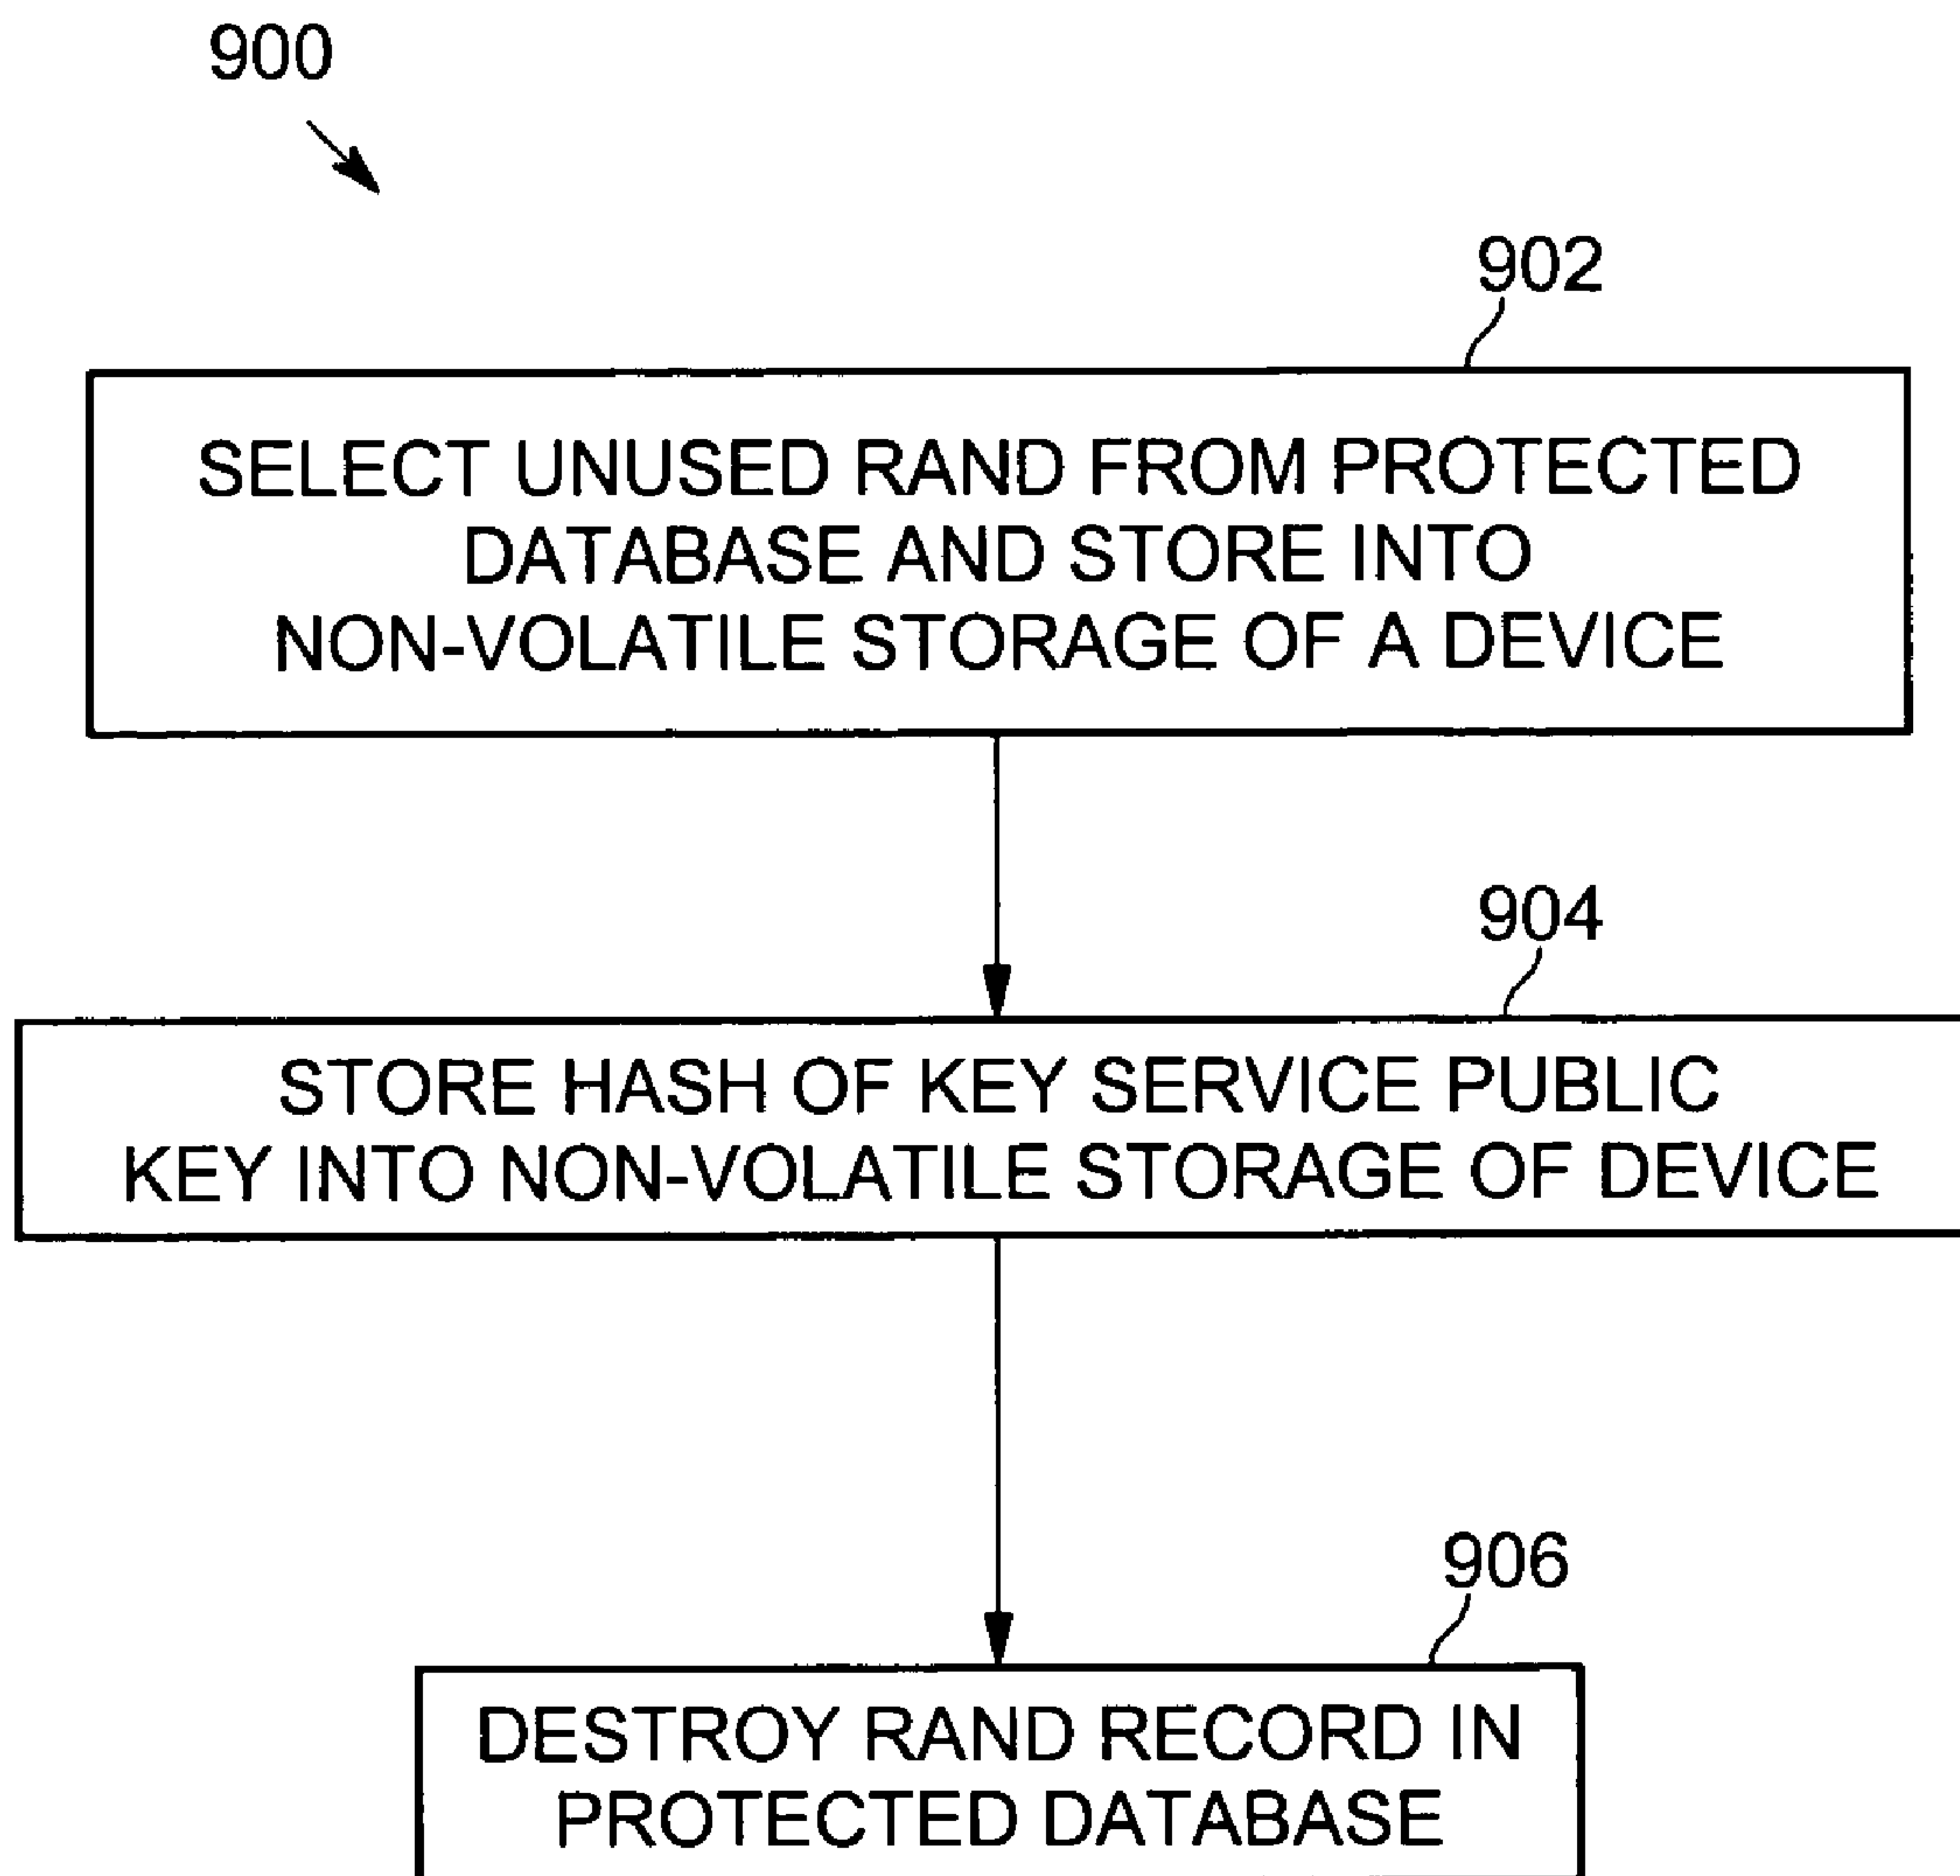 900
902
SELECT UNUSED RAND FROM PROTECTED
DATABASE AND STORE INTO
NON-VOLATILE STORAGE OF A DEVICE
904
STORE HASH OF KEY SERVICE PUBLIC
KEY INTO NON-VOLATILE STORAGE OF DEVICE
906
DESTROY RAND RECORD IN
PROTECTED DATABASE